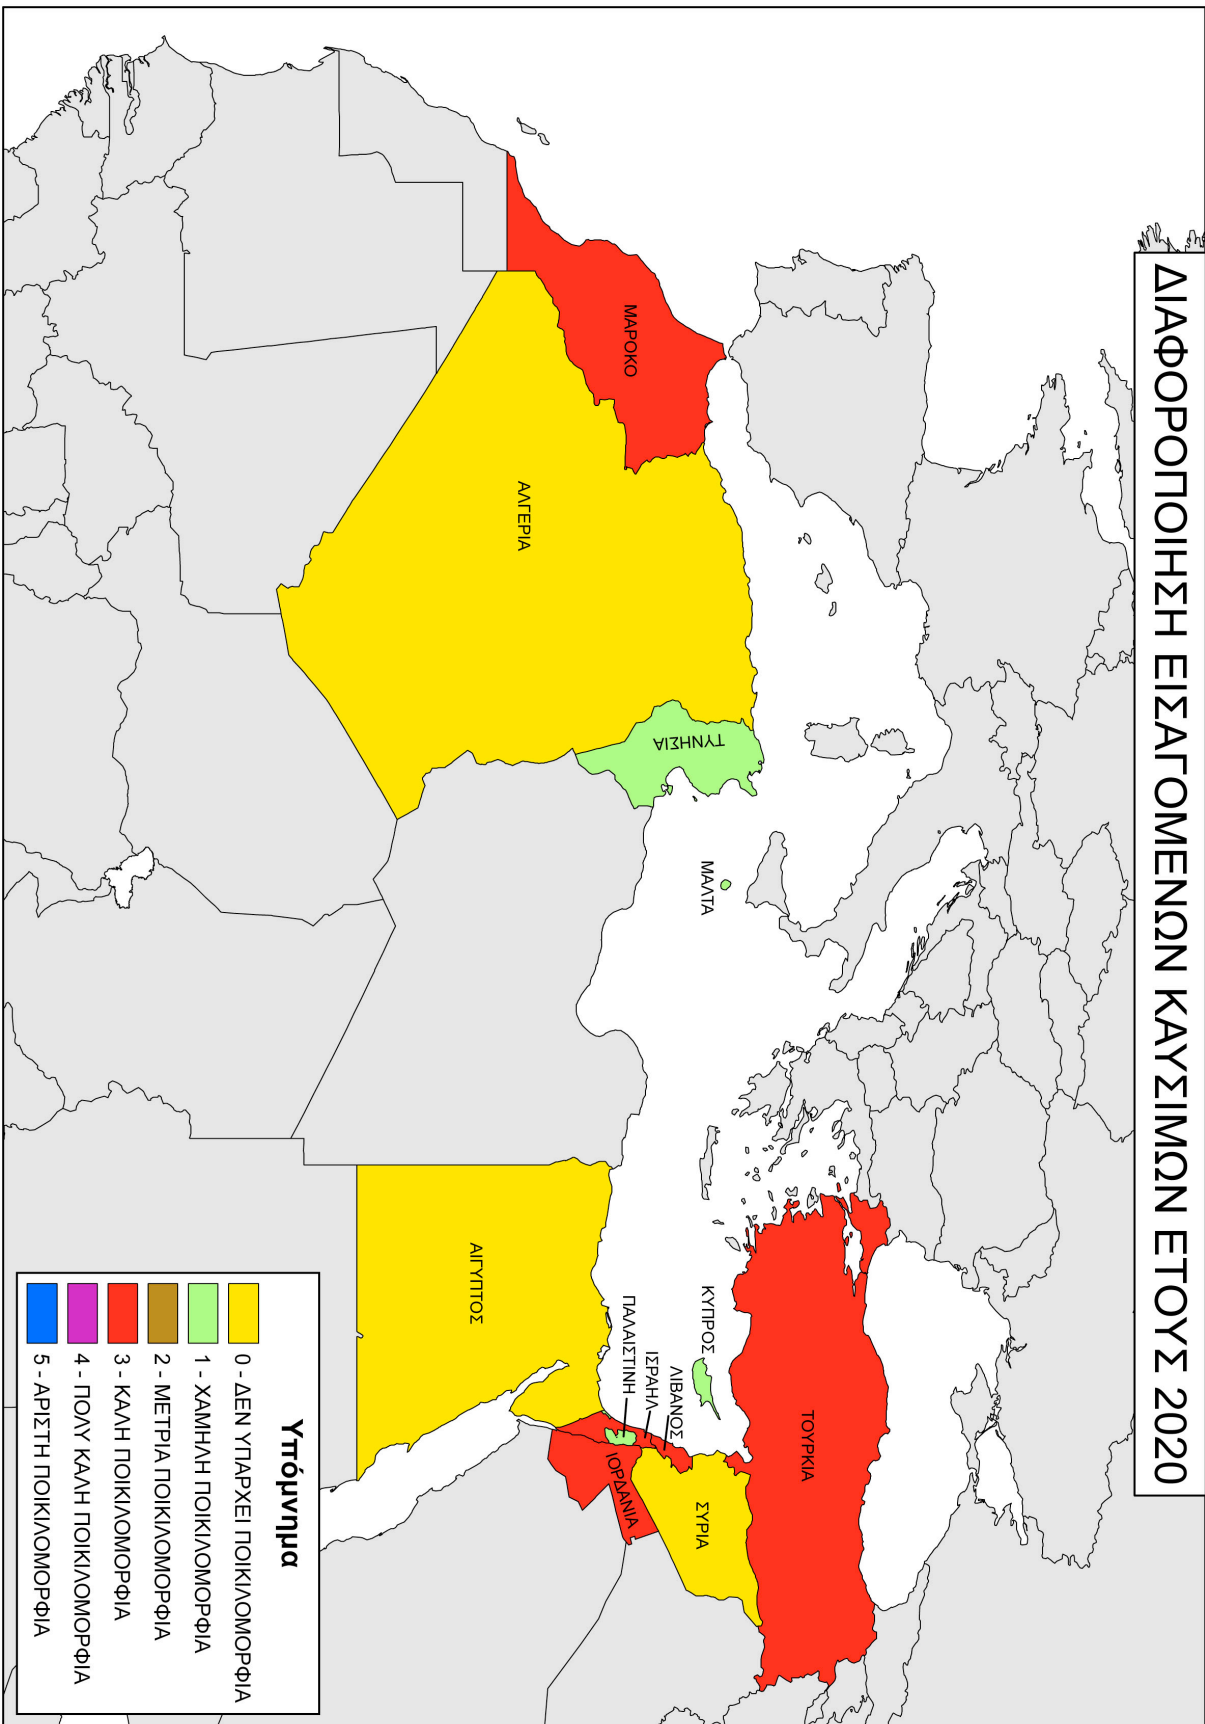 ΔΙΑΦΟΡΟΠΟΙΗΣΗ ΕΙΣΑΓΟΜΕΝΩΝ ΚΑΥΣΙΜΩΝ ΕΤΟΥΣ 2020
ΜΑΡΟΚΟ
ΑΛΓΕΡΙΑ
ΤΥΝΗΣΙΑ
ΜΑΛΤΑ
ΤΟΥΡΚΙΑ
ΚΥΠΡΟΣ
ΣΥΡΙΑ
ΛΙΒΑΝΟΣ
ΙΣΡΑΗΛ
ΠΑΛΑΙΣΤΙΝΗ
ΙΟΡΔΑΝΙΑ
ΑΙΓΥΠΤΟΣ
Υπόμνημα
0 - ΔΕΝ ΥΠΑΡΧΕΙ ΠΟΙΚΙΛΟΜΟΡΦΙΑ
1 - ΧΑΜΗΛΗ ΠΟΙΚΙΛΟΜΟΡΦΙΑ
2 - ΜΕΤΡΙΑ ΠΟΙΚΙΛΟΜΟΡΦΙΑ
3 - ΚΑΛΗ ΠΟΙΚΙΛΟΜΟΡΦΙΑ
4 - ΠΟΛΥ ΚΑΛΗ ΠΟΙΚΙΛΟΜΟΡΦΙΑ
5 - ΑΡΙΣΤΗ ΠΟΙΚΙΛΟΜΟΡΦΙΑ